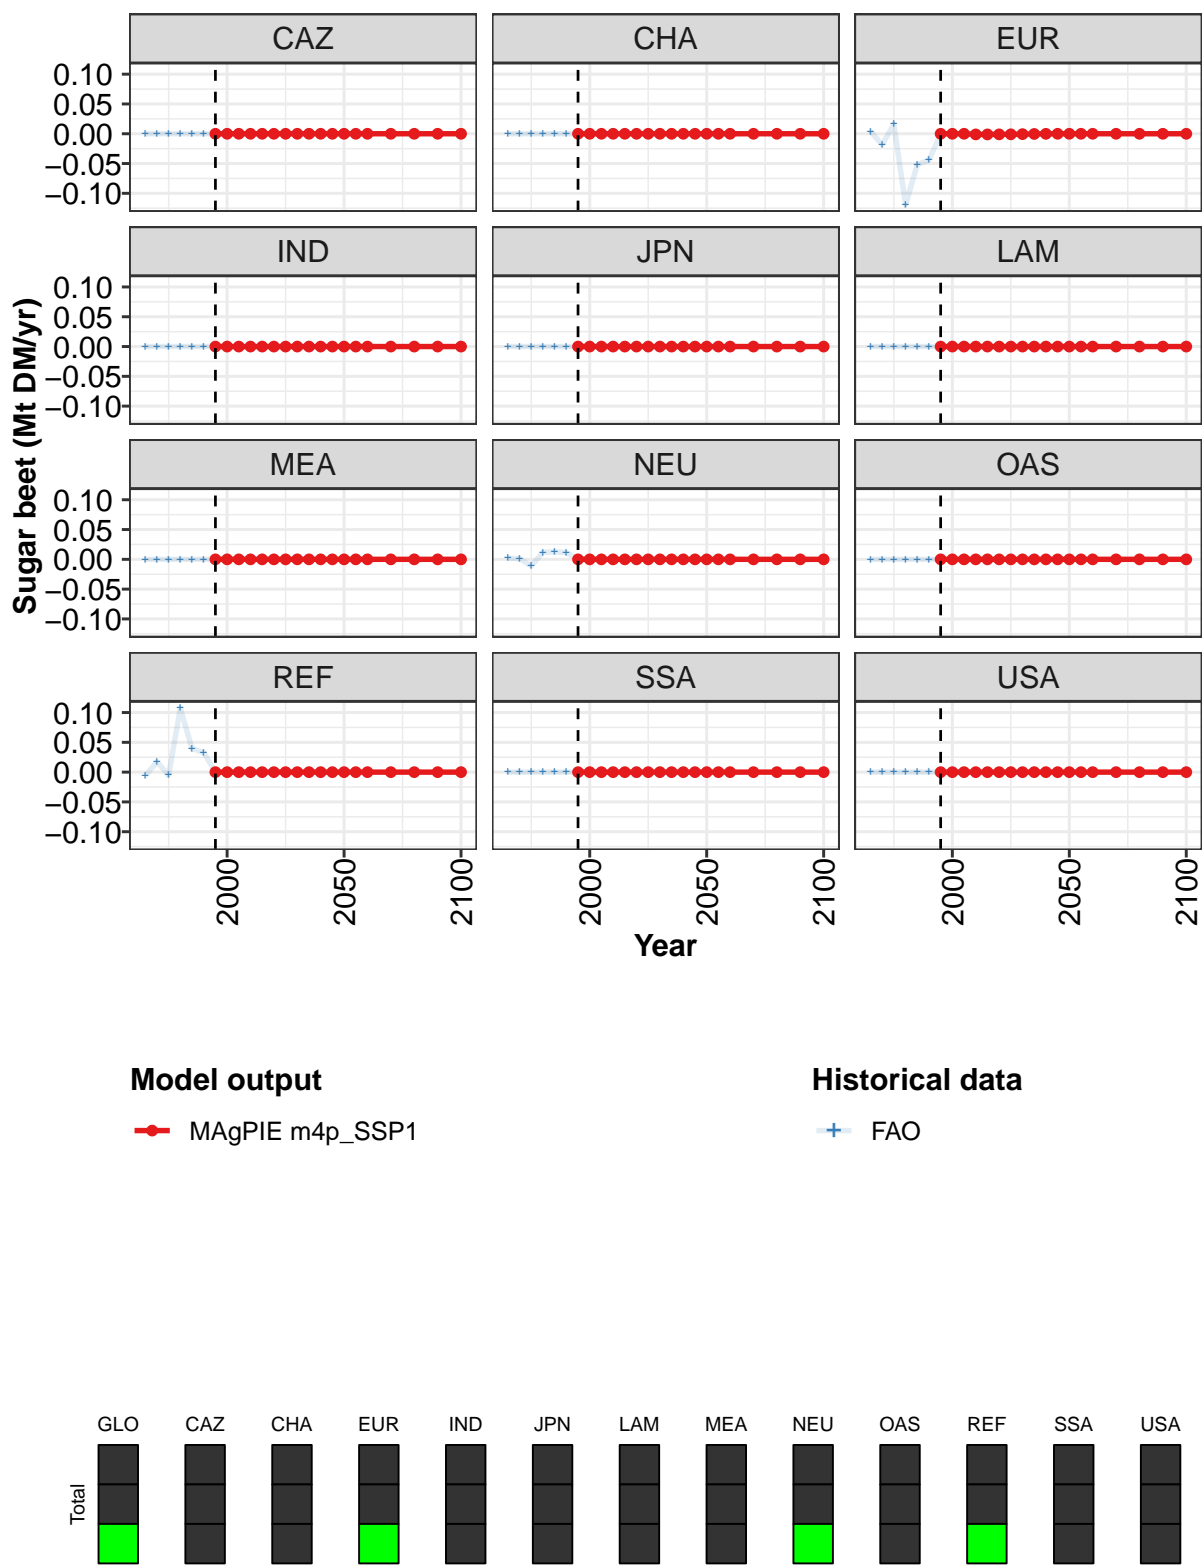 CAZ CHA EUR
0.10
0.05
0.00
−0.05
−0.10
IND JPN LAM
0.10
0.05
0.00
−0.05
−0.10
MEA NEU OAS
0.10
0.05
0.00
−0.05
−0.10
REF SSA USA
0.10
0.05
0.00
−0.05
−0.10
Sugar beet (Mt DM/yr)
2000 2050 2100 2000 2050 2100 2000 2050 2100
Year
Model output Historical data
MAgPIE m4p_SSP1 FAO
GLO CAZ CHA EUR IND JPN LAM MEA NEU OAS REF SSA USA
Total